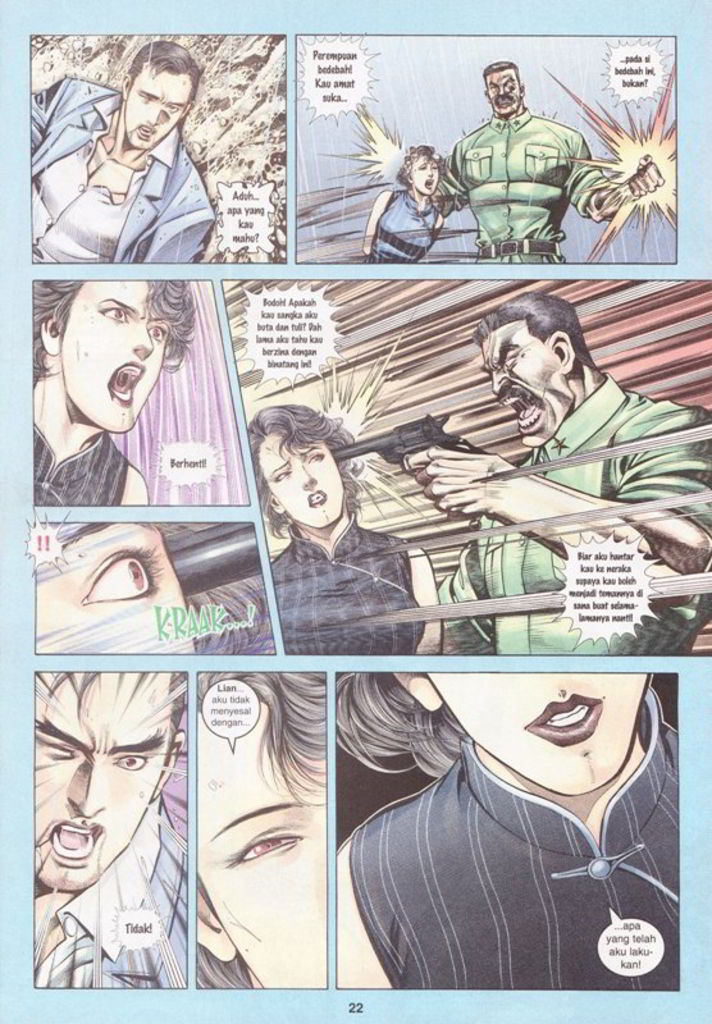 Aduh...
apa yang
kau
mahu?
Perempuan
bedebah!
Kau amat
suka...
...pada si
bedebah ini,
bukan?
Berhenti!
Bodoh! Apakah
kau sangka aku
buta dan tuli? Dah
lama aku tahu kau
berzina dengan
binatang ini!
Biar aku hantar
kau ke neraka
supaya kau boleh
menjadi temannya di
sana buat selama-
lamanya nanti!
!!
K-RAAK...!
Tidak!
Lian...
aku tidak
menyesal
dengan...
...apa
yang telah
aku laku-
kan!
22